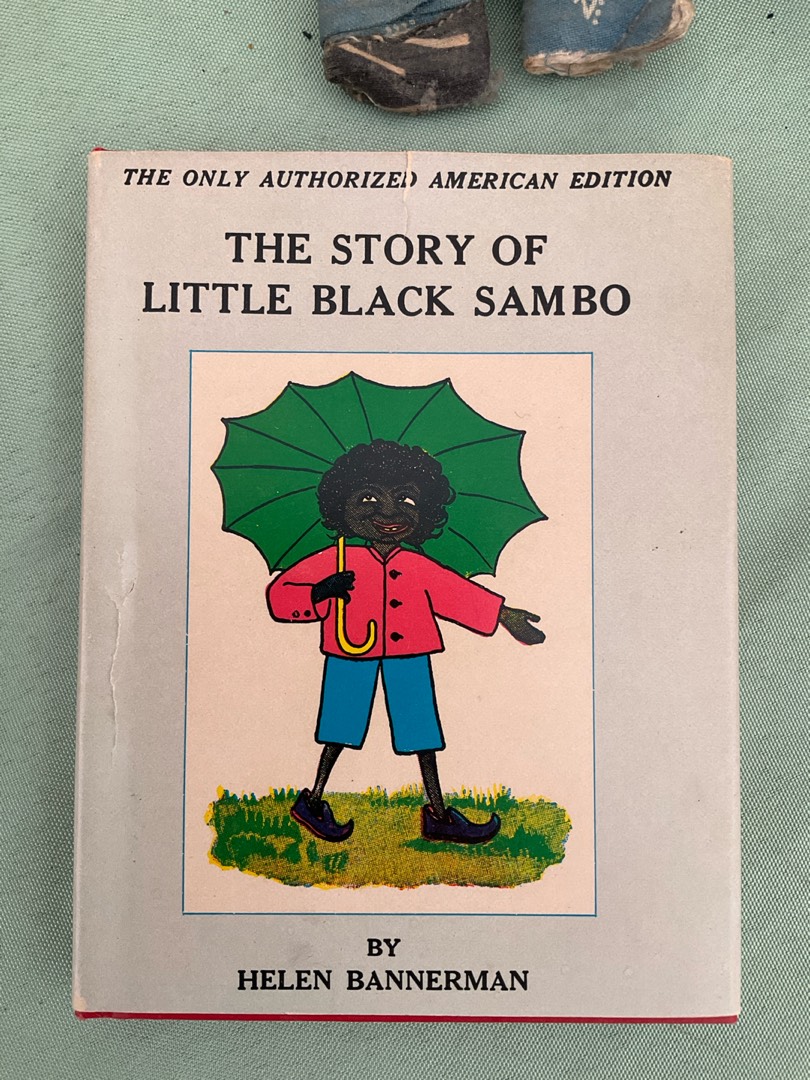 THE ONLY AUTHORIZED AMERICAN EDITION
THE STORY OF
LITTLE BLACK SAMBO
BY
HELEN BANNERMAN